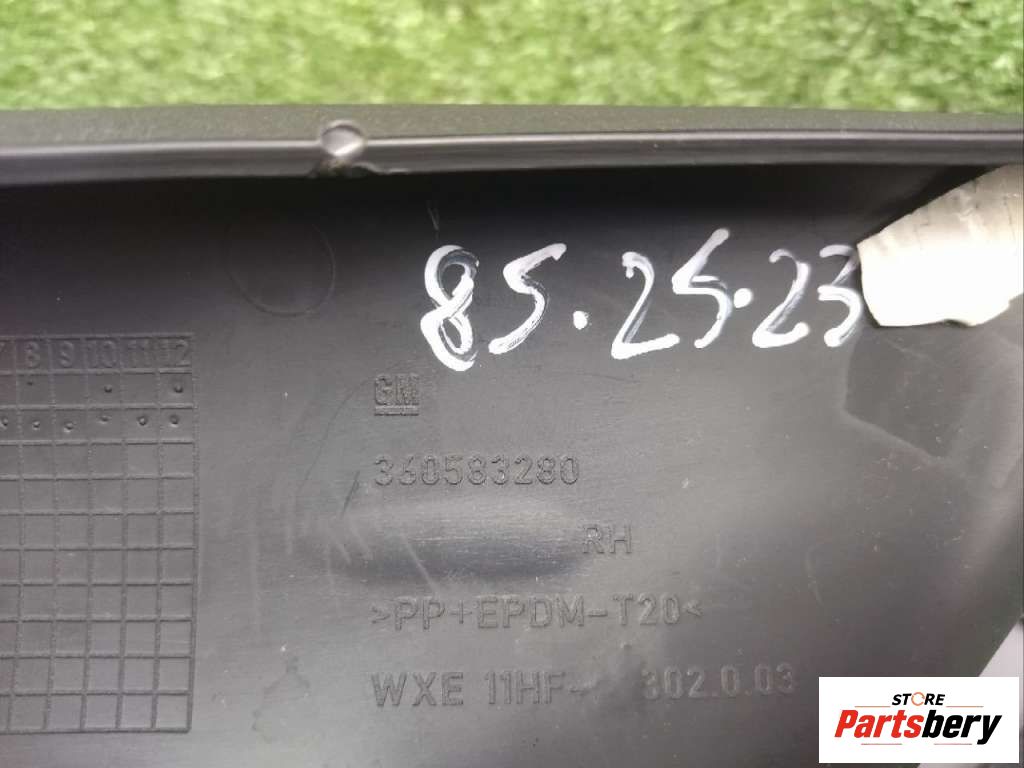 85.25.23
8 9 10 11 12
GM
360583280
RH
>PP+EPDM-T20<
WXE 11HF- 302.0.03
STORE
Partsbery